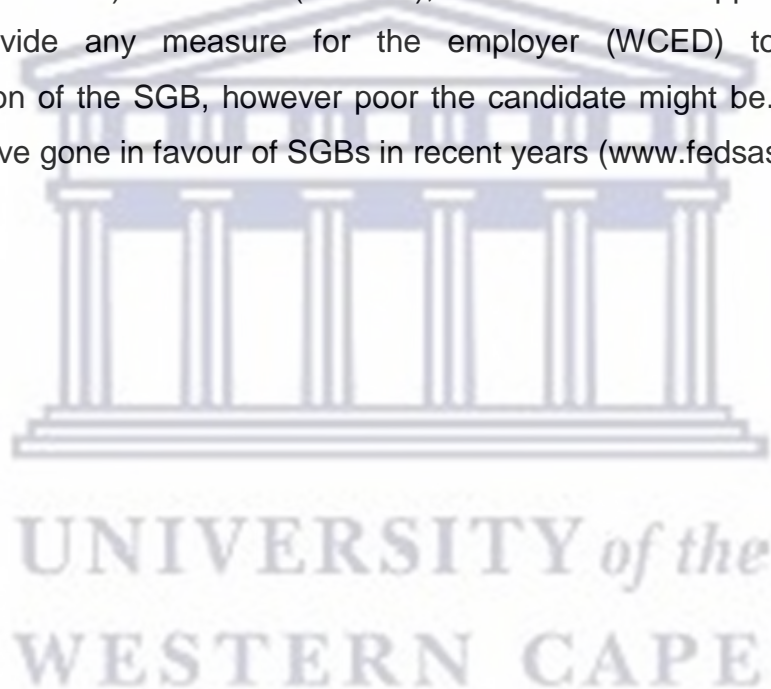 vide any measure for the employer (WCED) to
on of the SGB, however poor the candidate might be.
ve gone in favour of SGBs in recent years (www.fedsas
UNIVERSITY of the
WESTERN CAPE